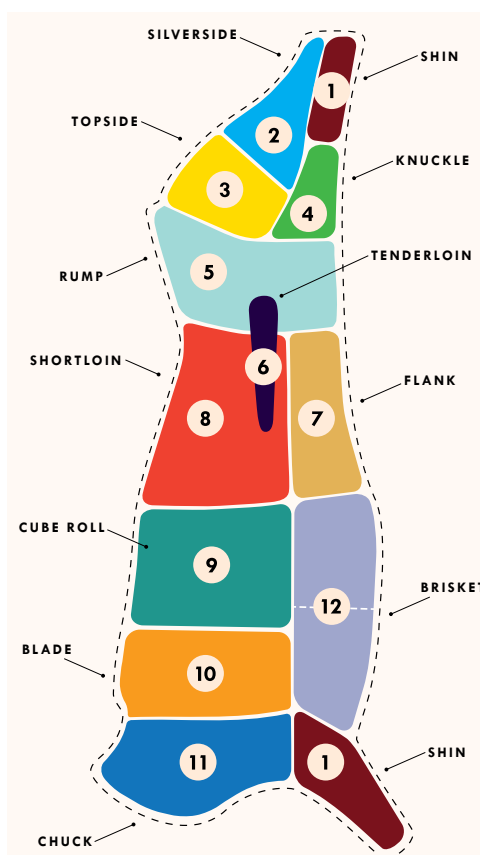 SILVERSIDE
SHIN
1
TOPSIDE
2
KNUCKLE
3
4
TENDERLOIN
RUMP
5
SHORTLOIN
6
FLANK
8
7
CUBE ROLL
9
BRISKET
12
BLADE
10
SHIN
11
1
CHUCK